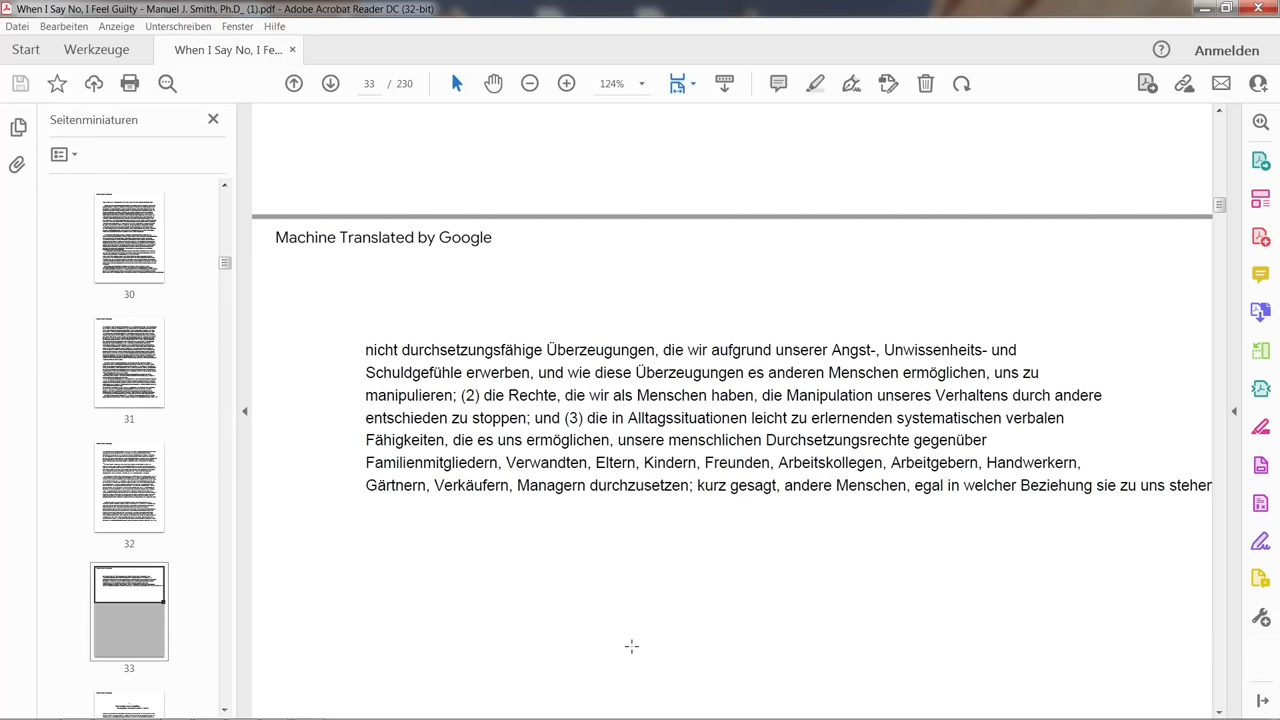 When I Say No, I Feel Guilty - Manuel J. Smith, Ph.D_ (1).pdf - Adobe Acrobat Reader DC (32-bit)
Datei Bearbeiten Anzeige Unterschreiben Fenster Hilfe
Start Werkzeuge When I Say No, I Fe... Anmelden
33 / 230 124%
Seitenminiaturen
30
31
32
33
Machine Translated by Google
die wir aufgrund unserer Angst-, Unwissenheits- und
Schuldgefühle erwerben, und wie diese Überzeugungen es anderen Menschen ermöglichen, uns zu
manipulieren; (2) die Rechte, die wir als Menschen haben, die Manipulation unseres Verhaltens durch andere
entschieden zu stoppen; und (3) die in Alltagssituationen leicht zu erlernenden systematischen verbalen
Fähigkeiten, die es uns ermöglichen, unsere menschlichen Durchsetzungsrechte gegenüber
Familienmitgliedern, Verwandten, Eltern, Kindern, Freunden, Arbeitskollegen, Arbeitgebern, Handwerkern,
Gärtnern, Verkäufern, Managern durchzusetzen; kurz gesagt, andere Menschen, egal in welcher Beziehung sie zu uns stehen